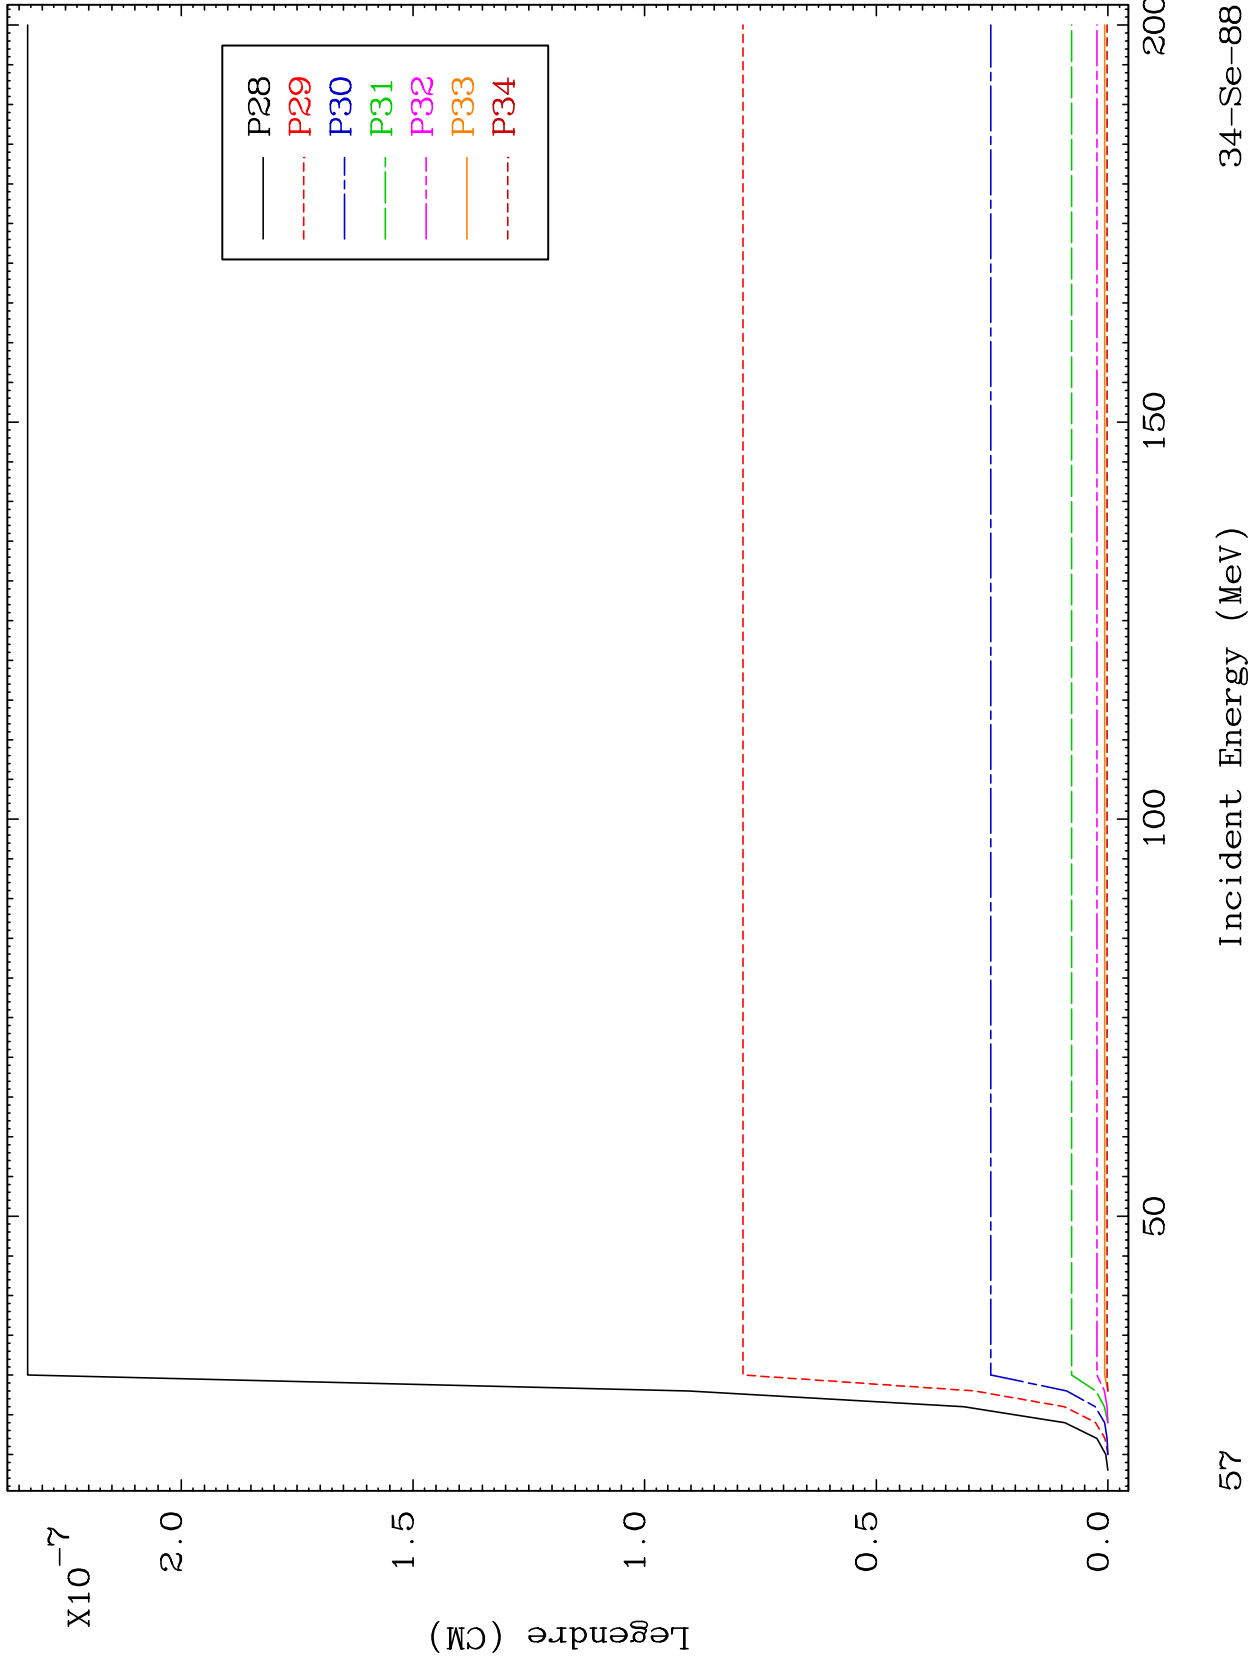 X10-7
2.0
1.5
1.0
0.5
0.0
Legendre (CM)
P28
P29
P30
P31
P32
P33
P34
50
100
150
200
57
Incident Energy (MeV)
34-Se-88